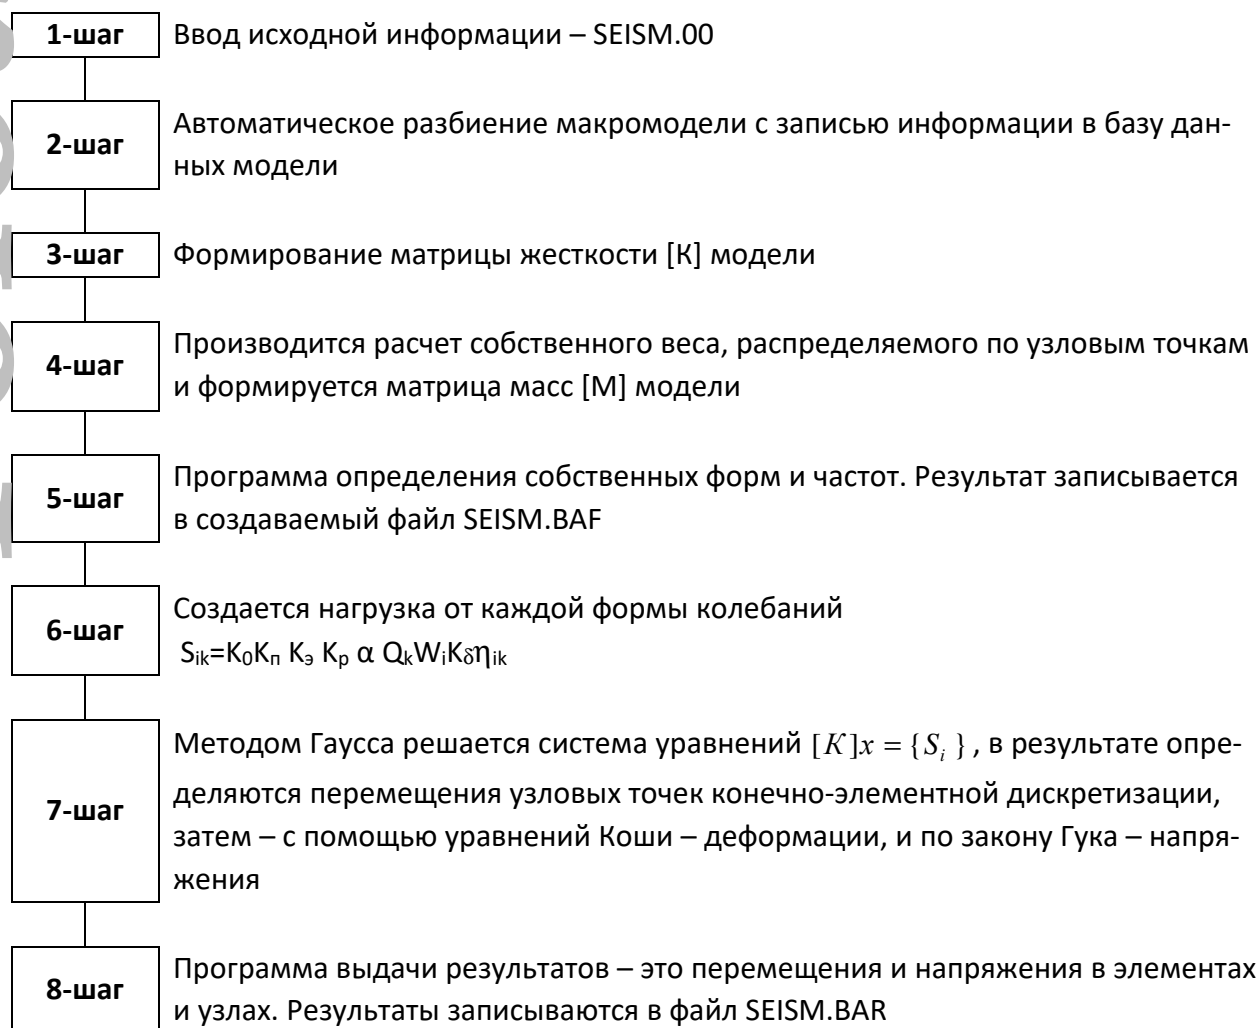 1-шаг Ввод исходной информации – SEISM.00
2-шаг Автоматическое разбиение макромодели с записью информации в базу дан-
ных модели
3-шаг Формирование матрицы жесткости [К] модели
4-шаг Производится расчет собственного веса, распределяемого по узловым точкам
и формируется матрица масс [М] модели
5-шаг Программа определения собственных форм и частот. Результат записывается
в создаваемый файл SEISM.BAF
6-шаг Создается нагрузка от каждой формы колебаний
Sᵢₖ=K₀Kп Kэ Kр α QₖWᵢKδηᵢₖ
7-шаг Методом Гаусса решается система уравнений [K]x = {Sᵢ }, в результате опре-
деляются перемещения узловых точек конечно-элементной дискретизации,
затем – с помощью уравнений Коши – деформации, и по закону Гука – напря-
жения
8-шаг Программа выдачи результатов – это перемещения и напряжения в элементах
и узлах. Результаты записываются в файл SEISM.BAR